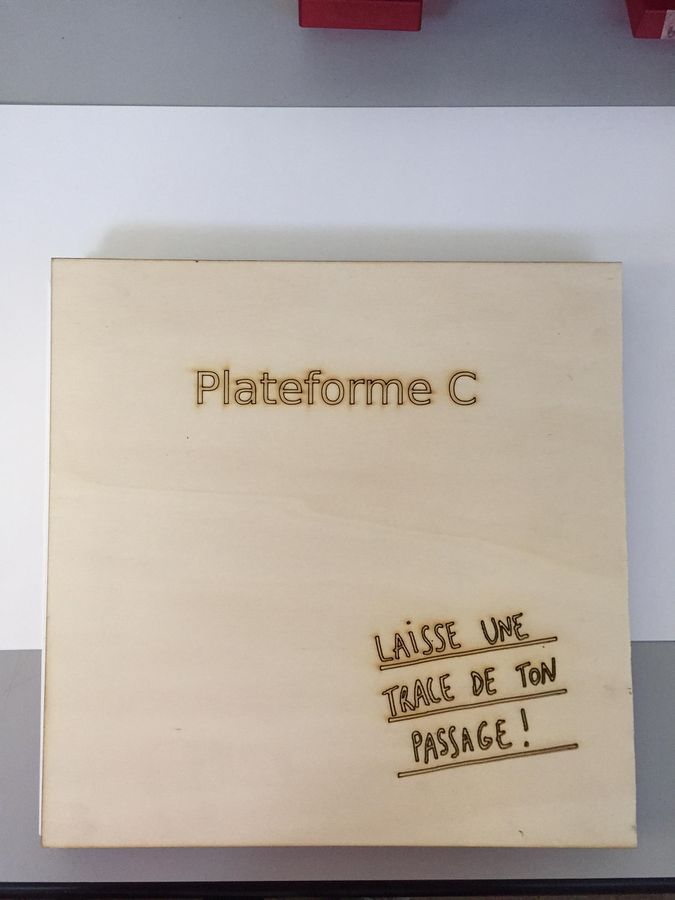 Plateforme C
LAISSE UNE
TRACE DE TON
PASSAGE !